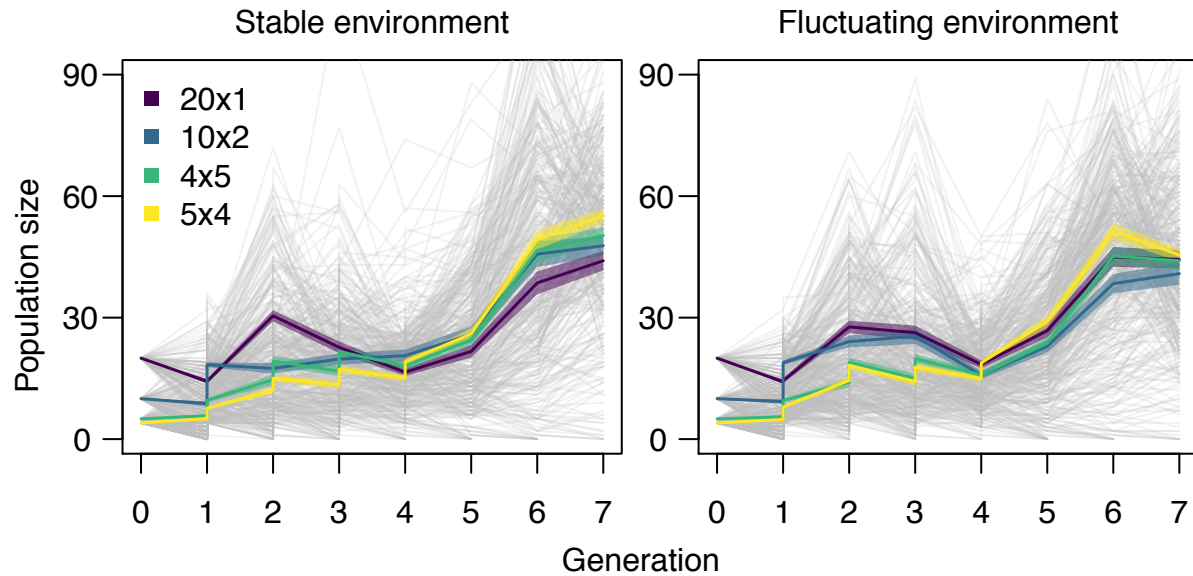 Stable environment
Fluctuating environment
90
60
30
0
20x1
10x2
4x5
5x4
Population size
0 1 2 3 4 5 6 7
90
60
30
0
0 1 2 3 4 5 6 7
Generation